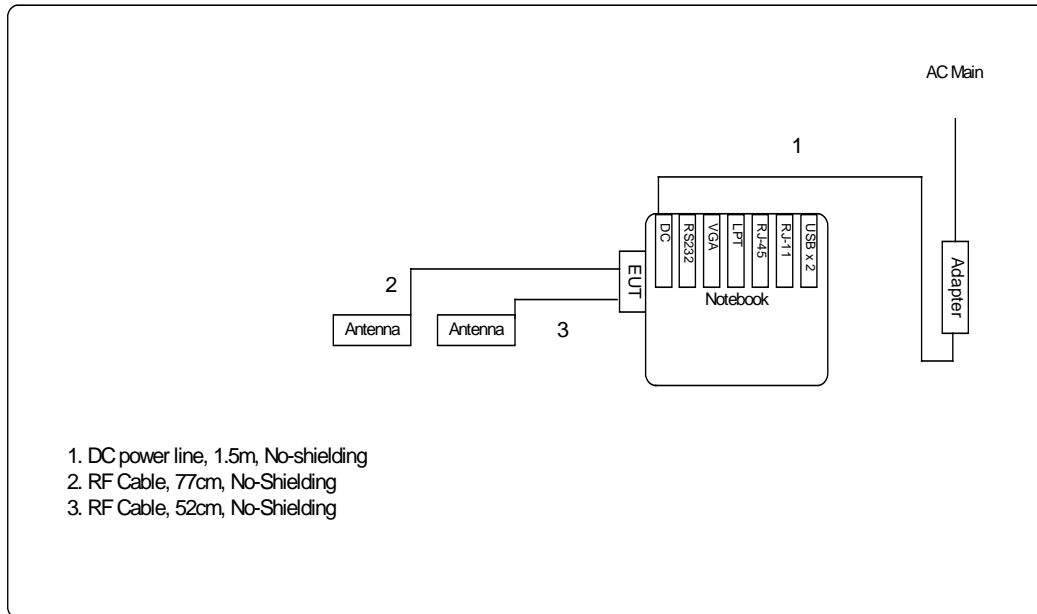 AC Main
1
DC
RS232
VGA
LPT
RJ-45
RJ-11
USB x 2
EUT
Notebook
Adapter
2
Antenna
Antenna
3
1. DC power line, 1.5m, No-shielding
2. RF Cable, 77cm, No-Shielding
3. RF Cable, 52cm, No-Shielding